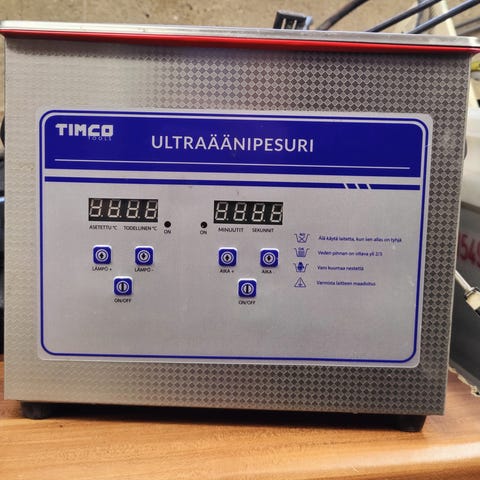 TIMCO
TOOLS
ULTRAÄÄNIPESURI
ASETETTU °C TODELLINEN °C
ON
ON
MINUUTIT SEKUNNIT
LÄMPÖ + LÄMPÖ -
ON/OFF
AIKA + AIKA -
ON/OFF
Älä käytä laitetta, kun sen allas on tyhjä
Veden pinnan on oltava yli 2/3
Varo kuumaa nestettä
Varmista laitteen maadoitus